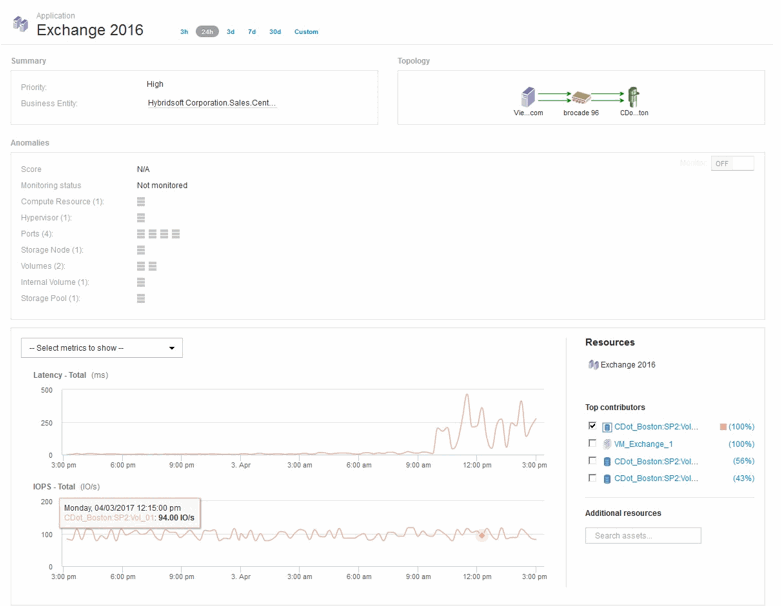 Application
Exchange 2016
3h 24h 3d 7d 30d Custom
Summary
Priority: High
Business Entity: Hybridsoft Corporation.Sales.Cent...
Topology
Vie...com brocade 96 CDo...ton
Anomalies
OFF
Score N/A
Monitoring status Not monitored
Compute Resource (1):
Hypervisor (1):
Ports (4):
Storage Node (1):
Volumes (2):
Internal Volume (1):
Storage Pool (1):
-- Select metrics to show --
Latency - Total (ms)
500
250
0
3:00 pm 6:00 pm 9:00 pm 3. Apr 3:00 am 6:00 am 9:00 am 12:00 pm 3:00 pm
IOPS - Total (IO/s)
200
100
0
Monday, 04/03/2017 12:15:00 pm
CDot_Boston:SP2:Vol_01: 94.00 IO/s
3:00 pm 6:00 pm 9:00 pm 3. Apr 3:00 am 6:00 am 9:00 am 12:00 pm 3:00 pm
Resources
Exchange 2016
Top contributors
CDot_Boston:SP2:Vol... (100%)
VM_Exchange_1 (100%)
CDot_Boston:SP2:Vol... (56%)
CDot_Boston:SP2:Vol... (43%)
Additional resources
Search assets...